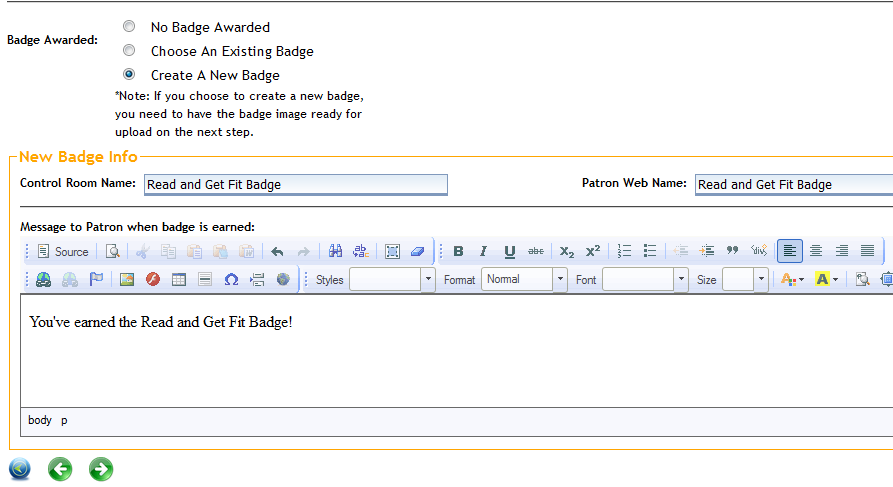 Badge Awarded:
No Badge Awarded
Choose An Existing Badge
Create A New Badge
*Note: If you choose to create a new badge,
you need to have the badge image ready for
upload on the next step.
New Badge Info
Control Room Name: Read and Get Fit Badge Patron Web Name: Read and Get Fit Badge
Message to Patron when badge is earned:
Source B I U abc X₂ X²
Styles Format Normal Font Size A A
You've earned the Read and Get Fit Badge!
body p